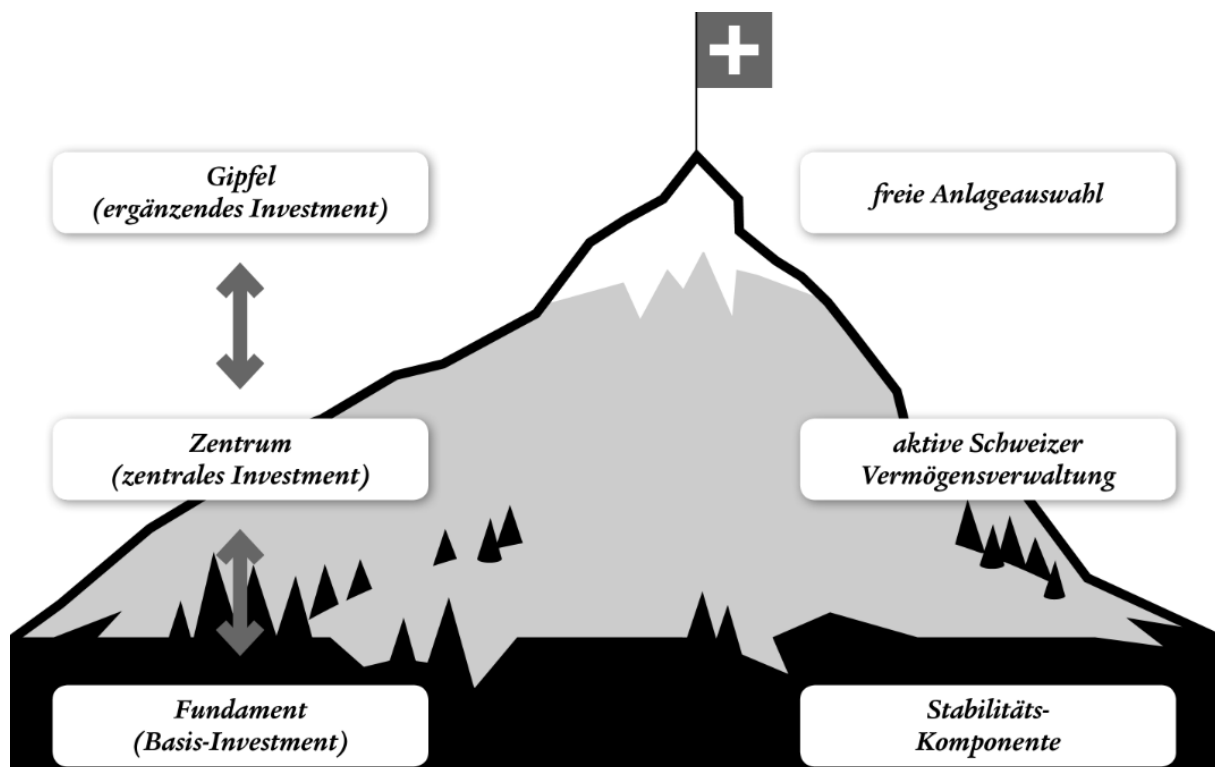 Gipfel
(ergänzendes Investment)
freie Anlageauswahl
Zentrum
(zentrales Investment)
aktive Schweizer
Vermögensverwaltung
Fundament
(Basis-Investment)
Stabilitäts-
Komponente